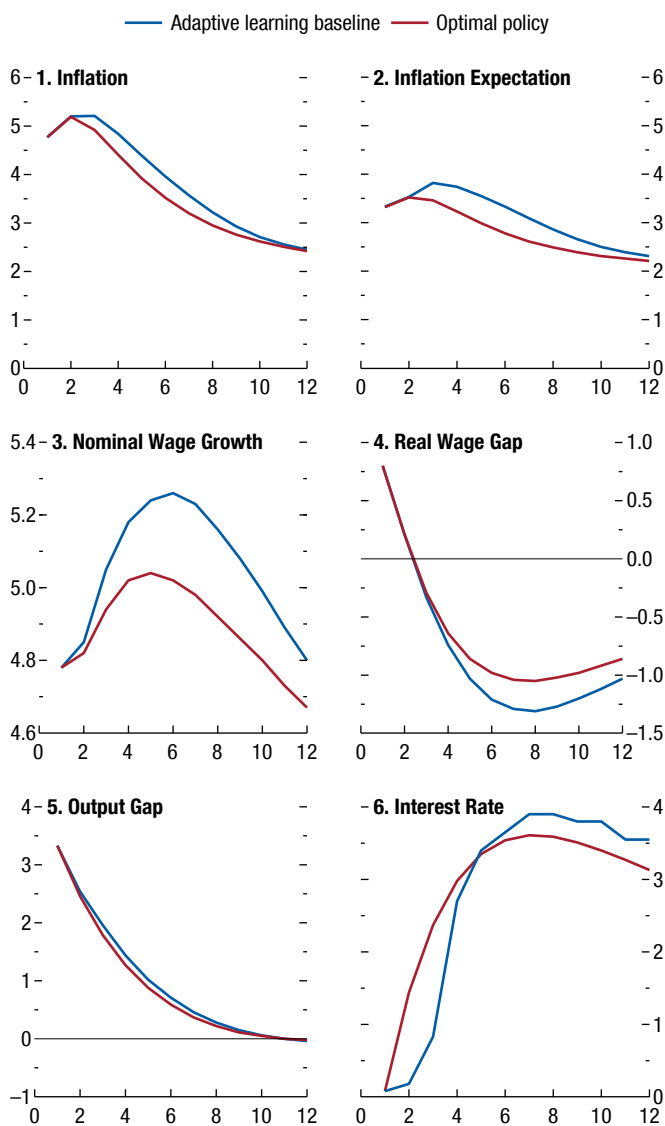 Adaptive learning baseline Optimal policy
6 1. Inflation
5
4
3
2
1
0
0 2 4 6 8 10 12
2. Inflation Expectation 6
5
4
3
2
1
0
0 2 4 6 8 10 12
5.4 3. Nominal Wage Growth
5.2
5.0
4.8
4.6
0 2 4 6 8 10 12
4. Real Wage Gap 1.0
0.5
0.0
–0.5
–1.0
–1.5
0 2 4 6 8 10 12
4 5. Output Gap
3
2
1
0
–1
0 2 4 6 8 10 12
6. Interest Rate 4
3
2
1
0
0 2 4 6 8 10 12